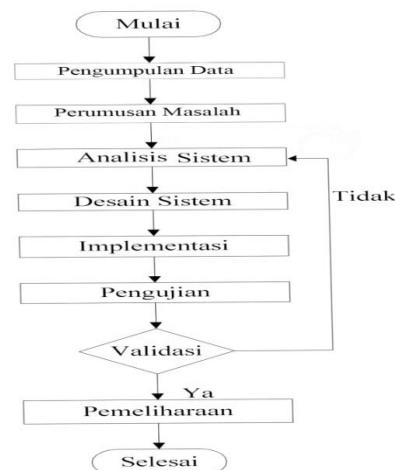 Mulai
Pengumpulan Data
Perumusan Masalah
Analisis Sistem
Desain Sistem
Tidak
Implementasi
Pengujian
Validasi
Ya
Pemeliharaan
Selesai